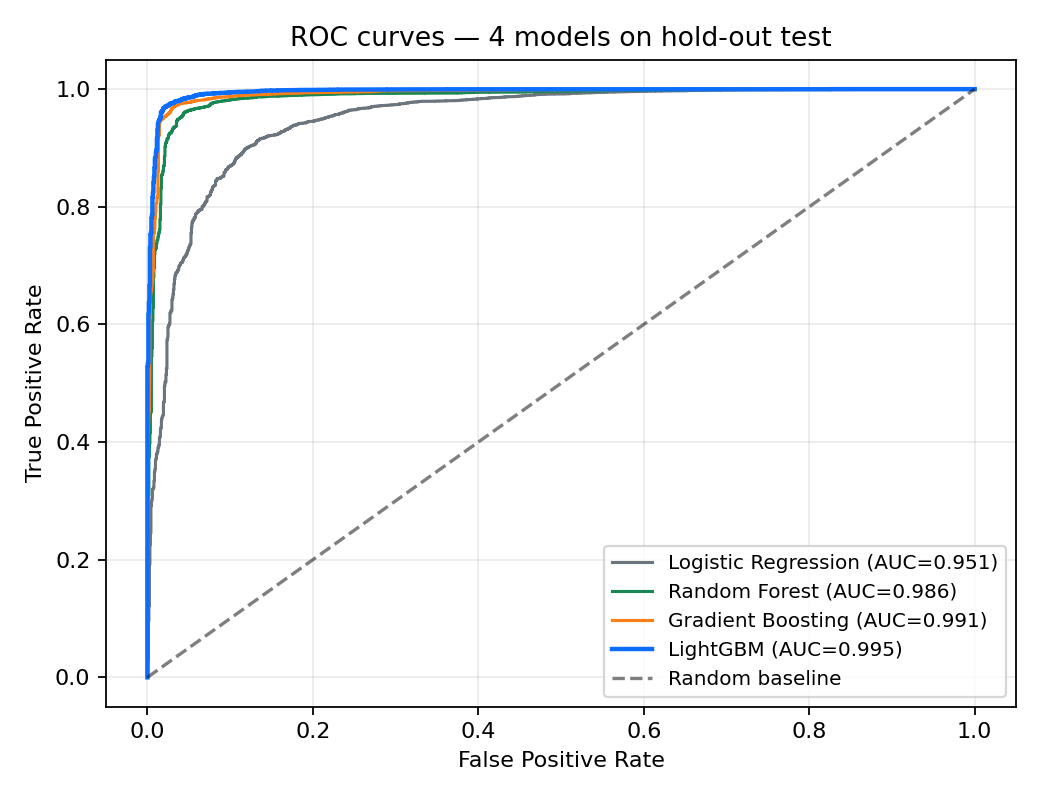 ROC curves — 4 models on hold-out test
True Positive Rate
1.0
0.8
0.6
0.4
0.2
0.0
Logistic Regression (AUC=0.951)
Random Forest (AUC=0.986)
Gradient Boosting (AUC=0.991)
LightGBM (AUC=0.995)
Random baseline
0.0 0.2 0.4 0.6 0.8 1.0
False Positive Rate